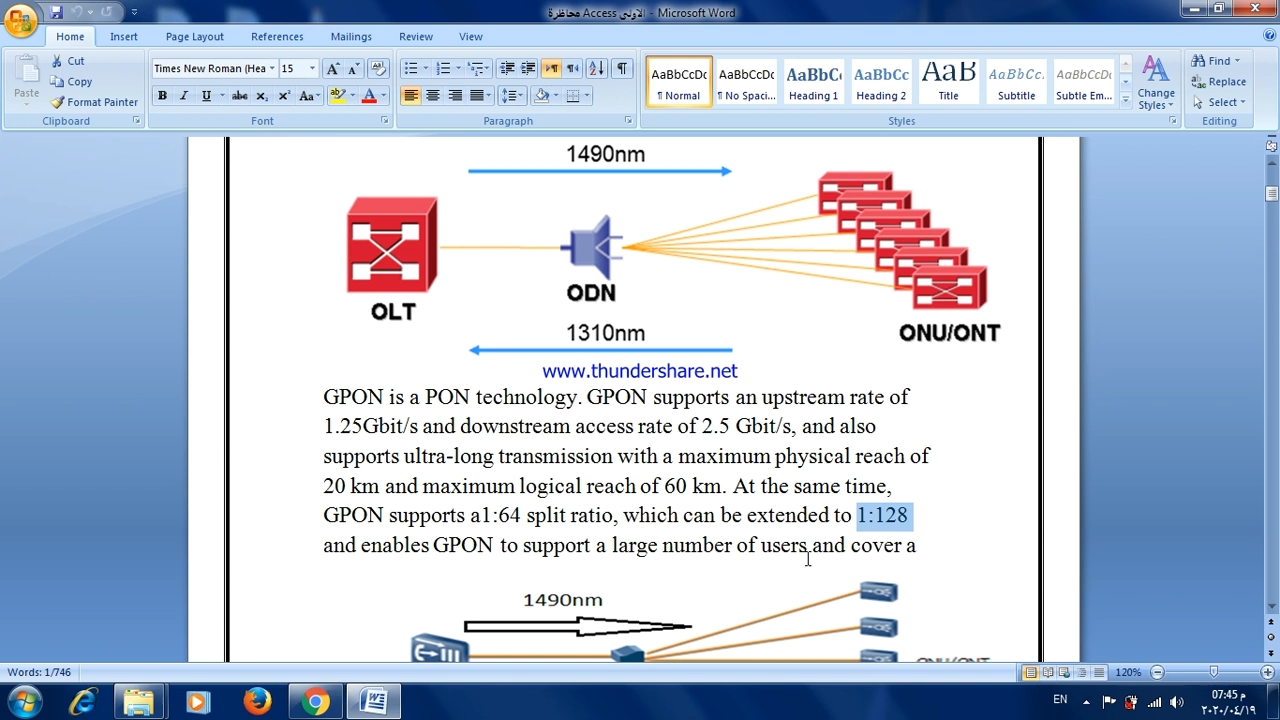 محاظرة Access الاولى - Microsoft Word
Home Insert Page Layout References Mailings Review View
Paste
Cut
Copy
Format Painter
Clipboard
Times New Roman (Hea 15
Font
Paragraph
AaBbCcDc AaBbCcDc AaBbC AaBbCc AaB AaBbCc. AaBbCcDc
¶ Normal ¶ No Spaci... Heading 1 Heading 2 Title Subtitle Subtle Em...
Change Styles
Styles
Find
Replace
Select
Editing
1490nm
OLT
ODN
ONU/ONT
1310nm
www.thundershare.net
GPON is a PON technology. GPON supports an upstream rate of
1.25Gbit/s and downstream access rate of 2.5 Gbit/s, and also
supports ultra-long transmission with a maximum physical reach of
20 km and maximum logical reach of 60 km. At the same time,
GPON supports a1:64 split ratio, which can be extended to 1:128
and enables GPON to support a large number of users and cover a
1490nm
Words: 1/746
120%
EN
07:45 م
٢٠٢٠/٠٤/١٩